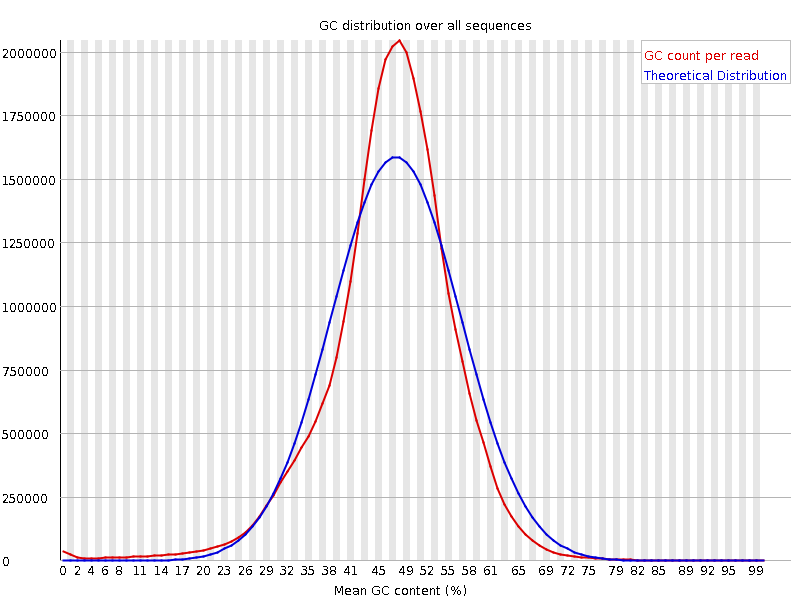 GC distribution over all sequences
GC count per read
Theoretical Distribution
2000000
1750000
1500000
1250000
1000000
750000
500000
250000
0
0 2 4 6 8 11 14 17 20 23 26 29 32 35 38 41 45 49 52 55 58 61 65 69 72 75 79 82 85 89 92 95 99
Mean GC content (%)